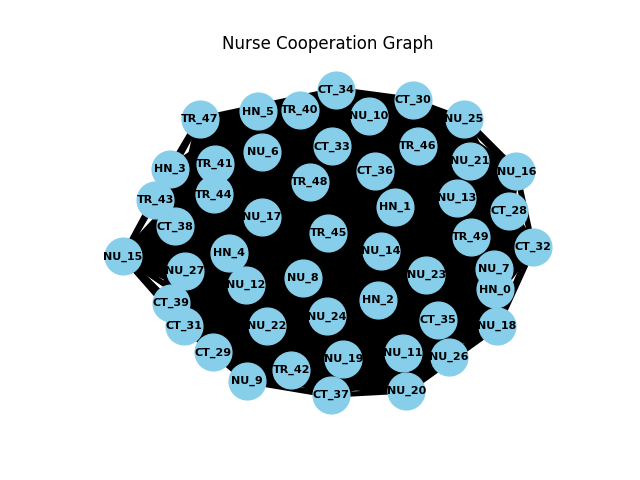 Nurse Cooperation Graph
CT_34
CT_30
TR_40
HN_5
NU_10
TR_47
NU_25
CT_33
TR_46
NU_6
NU_21
TR_41
HN_3
CT_36
NU_16
TR_48
TR_44
NU_13
TR_43
HN_1
CT_28
NU_17
CT_38
TR_45
TR_49
CT_32
NU_14
HN_4
NU_15
NU_7
NU_27
NU_23
NU_8
NU_12
HN_0
HN_2
CT_39
NU_24
CT_35
CT_31
NU_22
NU_18
CT_29
NU_11
NU_26
NU_19
TR_42
NU_9
NU_20
CT_37